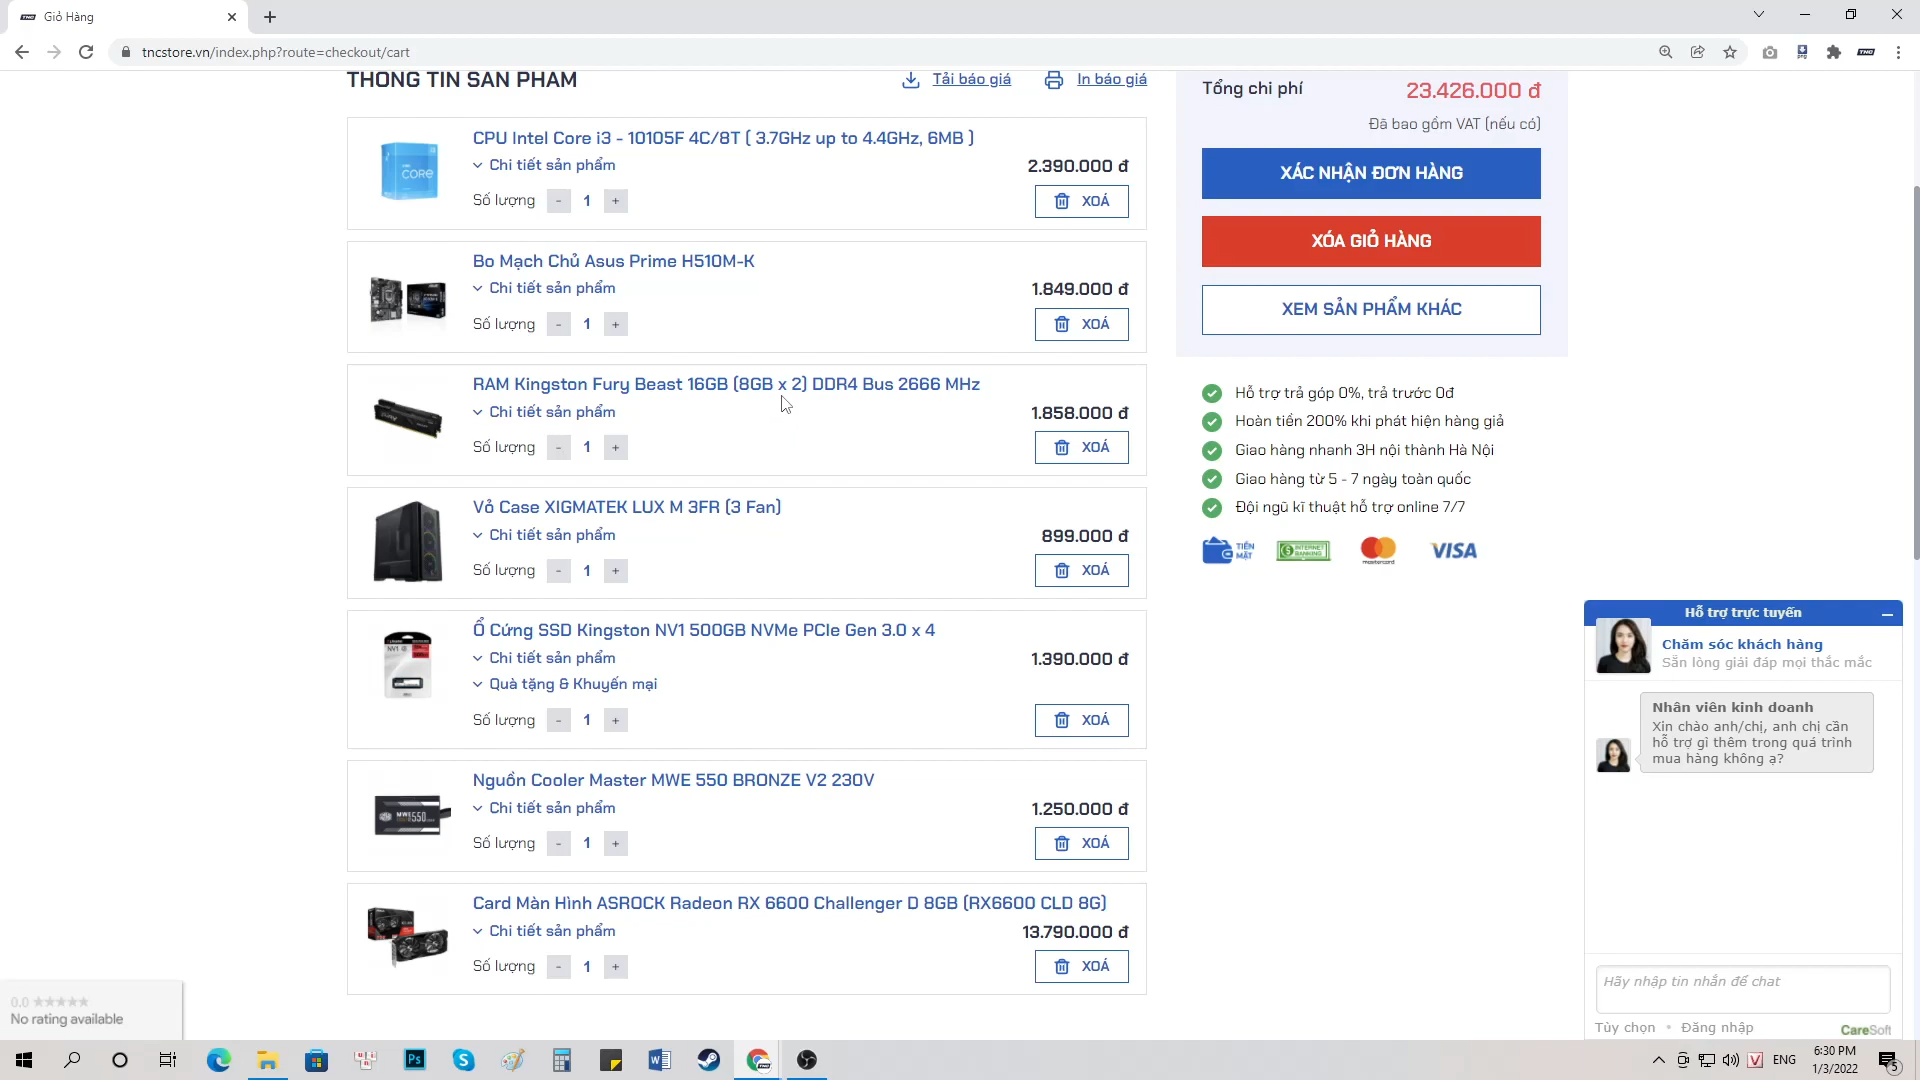 Giỏ Hàng
tncstore.vn/index.php?route=checkout/cart
THÔNG TIN SẢN PHẨM
Tải báo giá
In báo giá
CPU Intel Core i3 - 10105F 4C/8T ( 3.7GHz up to 4.4GHz, 6MB )
Chi tiết sản phẩm
2.390.000 đ
Số lượng - 1 +
XOÁ
Bo Mạch Chủ Asus Prime H510M-K
Chi tiết sản phẩm
1.849.000 đ
Số lượng - 1 +
XOÁ
RAM Kingston Fury Beast 16GB (8GB x 2) DDR4 Bus 2666 MHz
Chi tiết sản phẩm
1.858.000 đ
Số lượng - 1 +
XOÁ
Vỏ Case XIGMATEK LUX M 3FR (3 Fan)
Chi tiết sản phẩm
899.000 đ
Số lượng - 1 +
XOÁ
Ổ Cứng SSD Kingston NV1 500GB NVMe PCIe Gen 3.0 x 4
Chi tiết sản phẩm
1.390.000 đ
Quà tặng & Khuyến mại
Số lượng - 1 +
XOÁ
Nguồn Cooler Master MWE 550 BRONZE V2 230V
Chi tiết sản phẩm
1.250.000 đ
Số lượng - 1 +
XOÁ
Card Màn Hình ASROCK Radeon RX 6600 Challenger D 8GB (RX6600 CLD 8G)
Chi tiết sản phẩm
13.790.000 đ
Số lượng - 1 +
XOÁ
Tổng chi phí
23.426.000 đ
Đã bao gồm VAT (nếu có)
XÁC NHẬN ĐƠN HÀNG
XÓA GIỎ HÀNG
XEM SẢN PHẨM KHÁC
Hỗ trợ trả góp 0%, trả trước 0đ
Hoàn tiền 200% khi phát hiện hàng giả
Giao hàng nhanh 3H nội thành Hà Nội
Giao hàng từ 5 - 7 ngày toàn quốc
Đội ngũ kĩ thuật hỗ trợ online 7/7
TIỀN MẶT
INTERNET BANKING
mastercard
VISA
Hỗ trợ trực tuyến
Chăm sóc khách hàng
Sẵn lòng giải đáp mọi thắc mắc
Nhân viên kinh doanh
Xin chào anh/chị, anh chị cần
hỗ trợ gì thêm trong quá trình
mua hàng không ạ?
Hãy nhập tin nhắn để chat
Tùy chọn • Đăng nhập
CareSoft
0.0 ★★★★★
No rating available
ENG
6:30 PM
1/3/2022